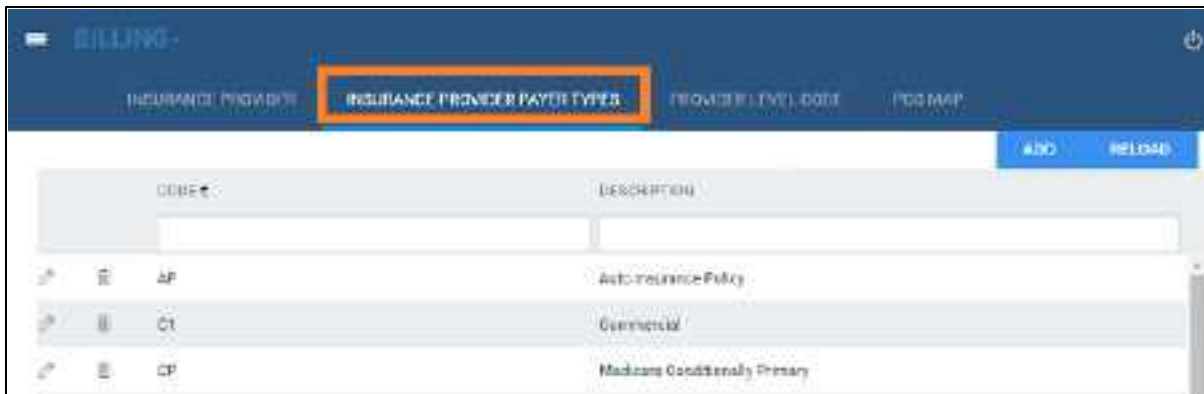 BILLING
INSURANCE PROVIDER INSURANCE PROVIDER PAYER TYPES PROVIDER LEVEL CODE POS MAP
ADD RELOAD
CODE DESCRIPTION
AP Auto Insurance Policy
C1 Commercial
CP Medicare Conditionally Primary